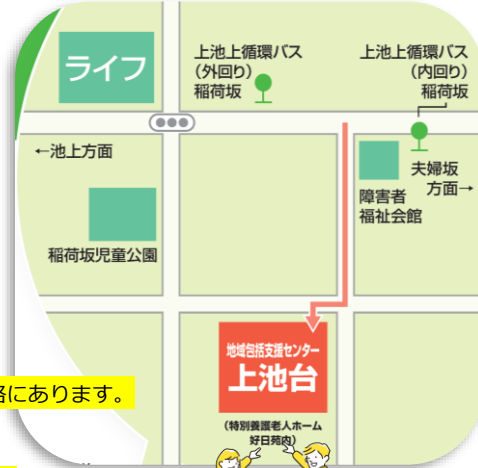 ライフ
上池上循環バス
(外回り)
稲荷坂
上池上循環バス
(内回り)
稲荷坂
←池上方面
夫婦坂
方面→
障害者
福祉会館
稲荷坂児童公園
地域包括支援センター
上池台
(特別養護老人ホーム
好日苑内)
にあります。